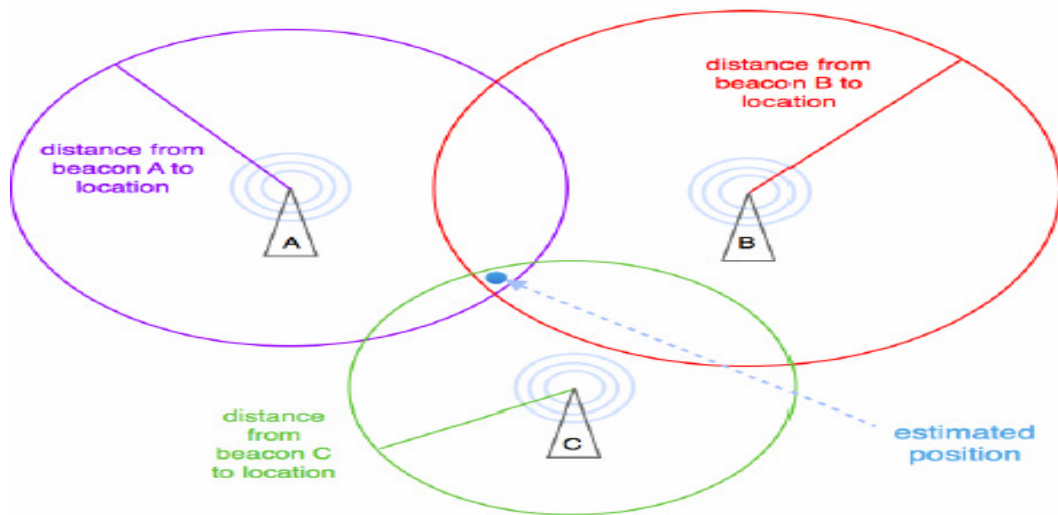 distance from
beacon B to
location
distance from
beacon A to
location
A
B
distance
from
beacon C
to location
C
estimated
position